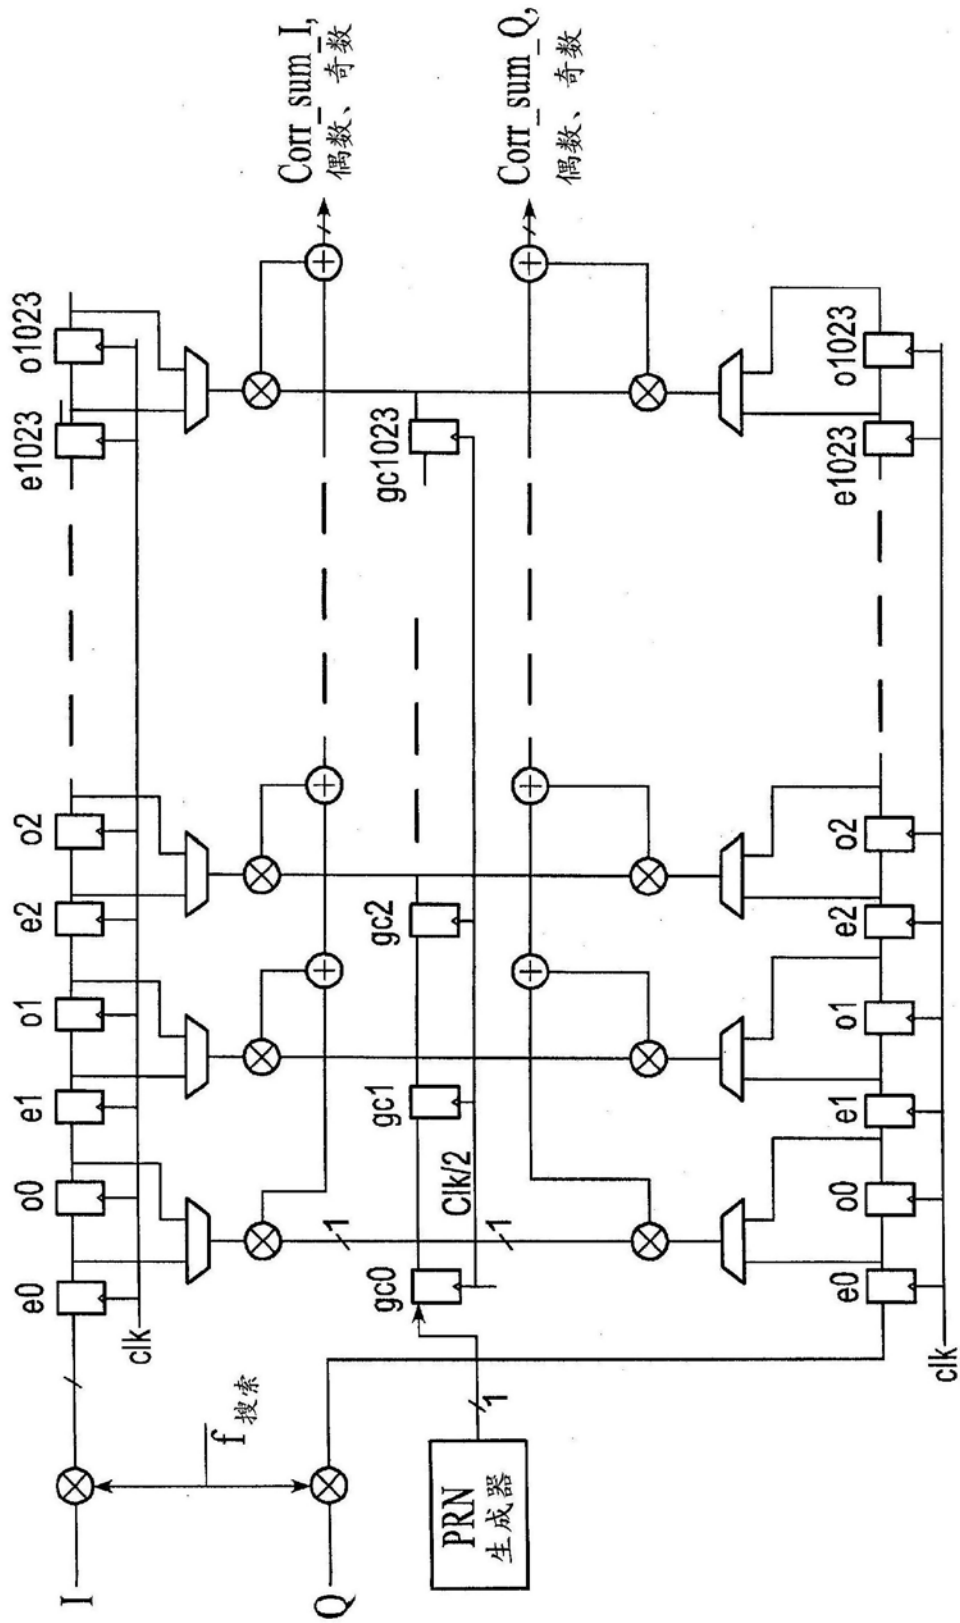 I
Q
f 搜索
PRN
生成器
1
clk
e0
o0
e1
o1
e2
o2
e1023
o1023
Corr_sum_I,
偶数、奇数
1
1
gc0
gc1
gc2
gc1023
Clk/2
Corr_sum_Q,
偶数、奇数
e0
o0
e1
o1
e2
o2
e1023
o1023
clk